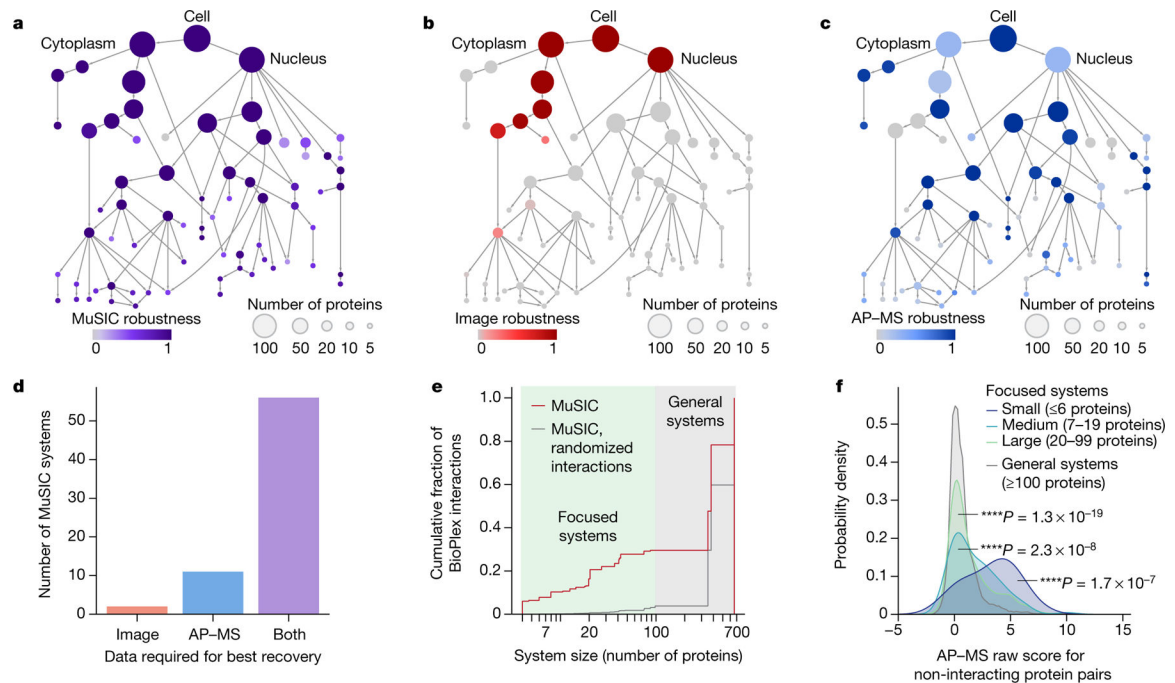 a
Cell
Cytoplasm
Nucleus
MuSIC robustness
0
1
Number of proteins
100
50
20
10
5
b
Cell
Cytoplasm
Nucleus
Image robustness
0
1
Number of proteins
100
50
20
10
5
c
Cell
Cytoplasm
Nucleus
AP–MS robustness
0
1
Number of proteins
100
50
20
10
5
d
Number of MuSIC systems
50
40
30
20
10
0
Image
AP–MS
Both
Data required for best recovery
e
Cumulative fraction of
BioPlex interactions
1.0
0.8
0.6
0.4
0.2
0
MuSIC
MuSIC,
randomized
interactions
General
systems
Focused
systems
7
20
100
700
System size (number of proteins)
f
Probability density
0.5
0.4
0.3
0.2
0.1
0
Focused systems
Small (≤6 proteins)
Medium (7–19 proteins)
Large (20–99 proteins)
General systems
(≥100 proteins)
****P = 1.3 × 10⁻¹⁹
****P = 2.3 × 10⁻⁸
****P = 1.7 × 10⁻⁷
–5
0
5
10
15
AP–MS raw score for
non-interacting protein pairs